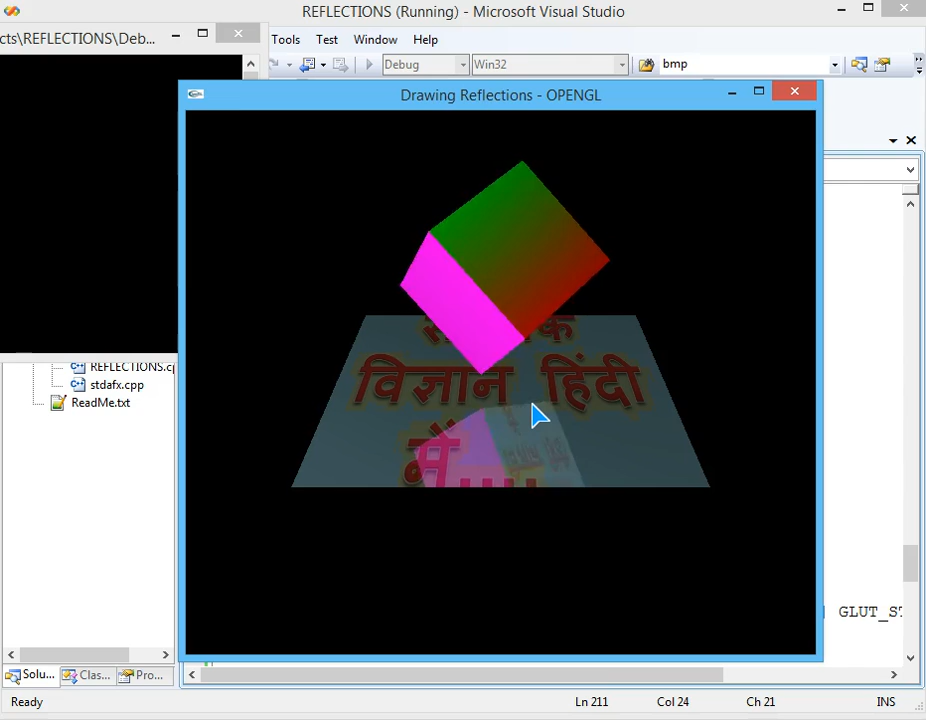 REFLECTIONS (Running) - Microsoft Visual Studio
cts\REFLECTIONS\Deb...
Tools Test Window Help
Debug Win32 bmp
Drawing Reflections - OPENGL
विज्ञान हिंदी
में
REFLECTIONS.c
stdafx.cpp
ReadMe.txt
GLUT_S
Solu... Clas... Pro...
Ready Ln 211 Col 24 Ch 21 INS